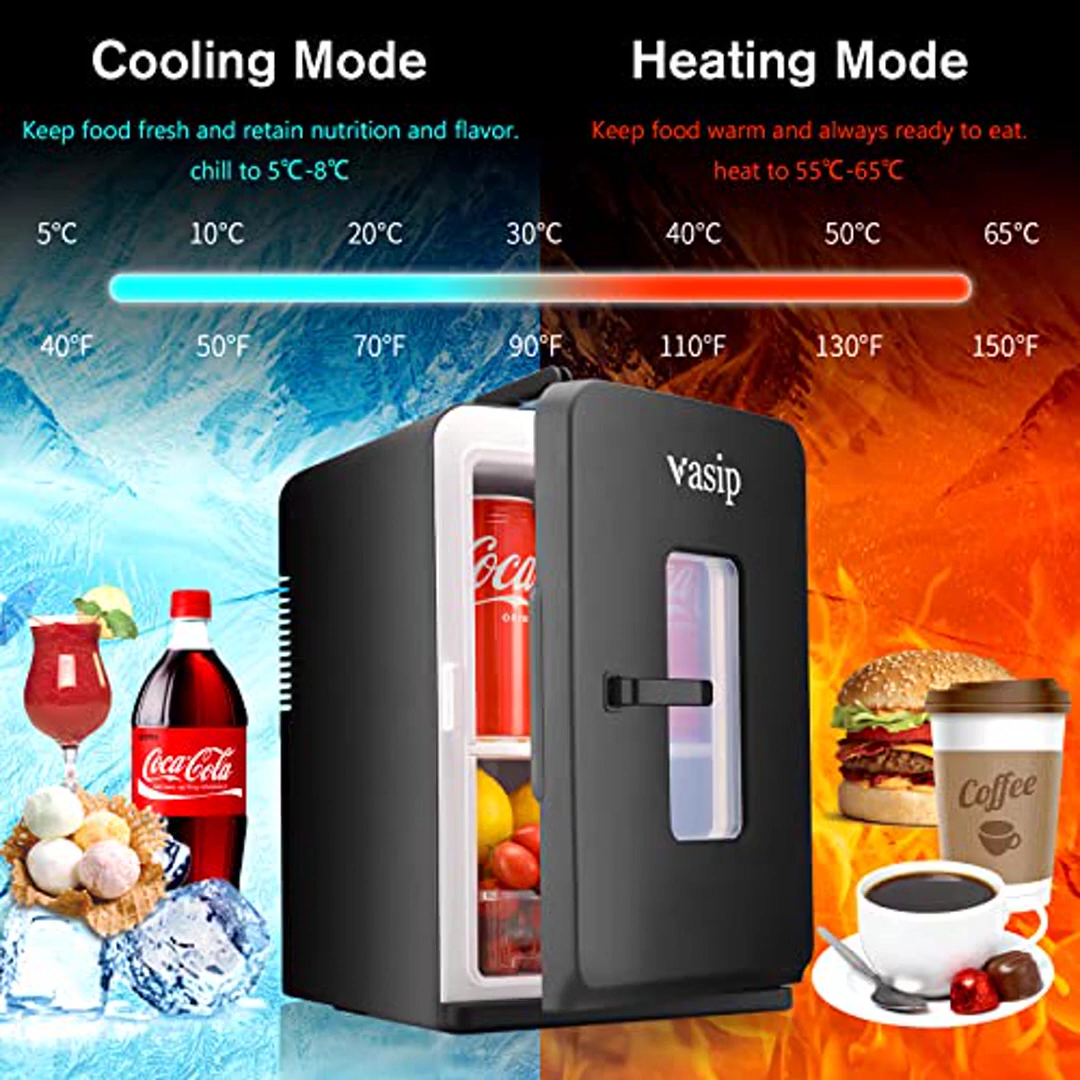 Cooling Mode
Keep food fresh and retain nutrition and flavor.
chill to 5℃-8℃
Heating Mode
Keep food warm and always ready to eat.
heat to 55℃-65℃
5°C 10°C 20°C 30°C 40°C 50°C 65°C
40°F 50°F 70°F 90°F 110°F 130°F 150°F
vasip
Coca
Coca-Cola
Coffee